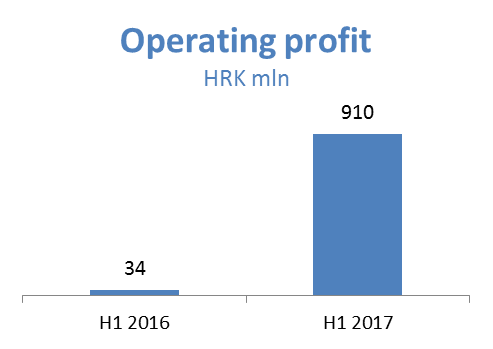 Operating profit
HRK mln
910
34
H1 2016
H1 2017